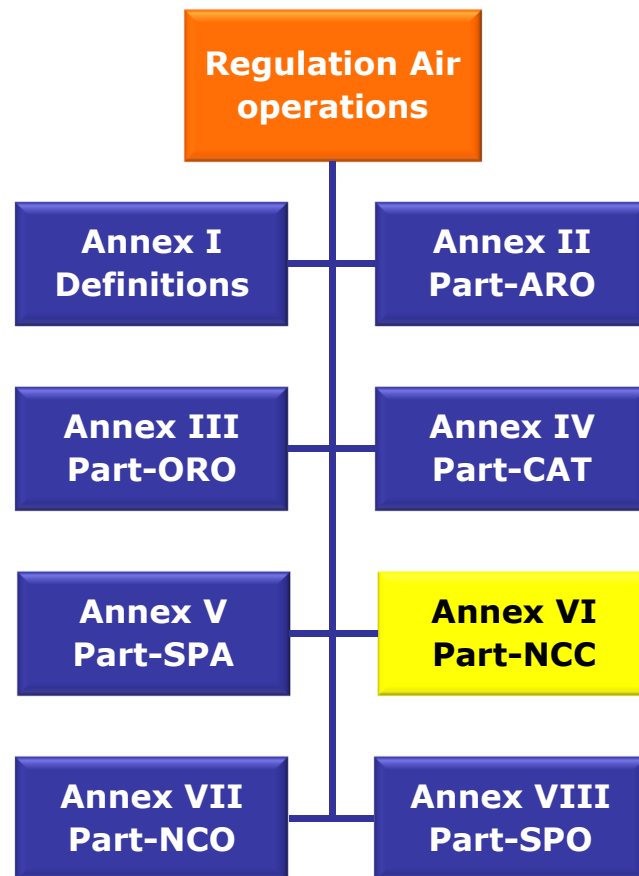 Regulation Air
operations
Annex I
Definitions
Annex II
Part-ARO
Annex III
Part-ORO
Annex IV
Part-CAT
Annex V
Part-SPA
Annex VI
Part-NCC
Annex VII
Part-NCO
Annex VIII
Part-SPO